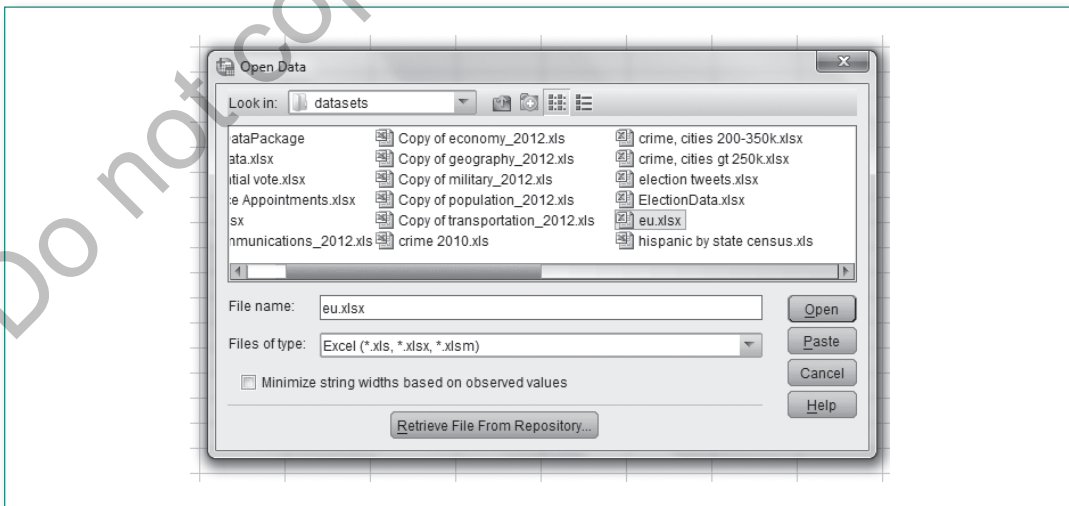 Do not cop
Open Data
Look in: datasets
ataPackage
ata.xlsx
itial vote.xlsx
e Appointments.xlsx
sx
nmunications_2012.xls
Copy of economy_2012.xls
Copy of geography_2012.xls
Copy of military_2012.xls
Copy of population_2012.xls
Copy of transportation_2012.xls
crime 2010.xls
crime, cities 200-350k.xlsx
crime, cities gt 250k.xlsx
election tweets.xlsx
ElectionData.xlsx
eu.xlsx
hispanic by state census.xls
File name: eu.xlsx
Open
Files of type: Excel (*.xls, *.xlsx, *.xlsm)
Paste
Minimize string widths based on observed values
Cancel
Help
Retrieve File From Repository...